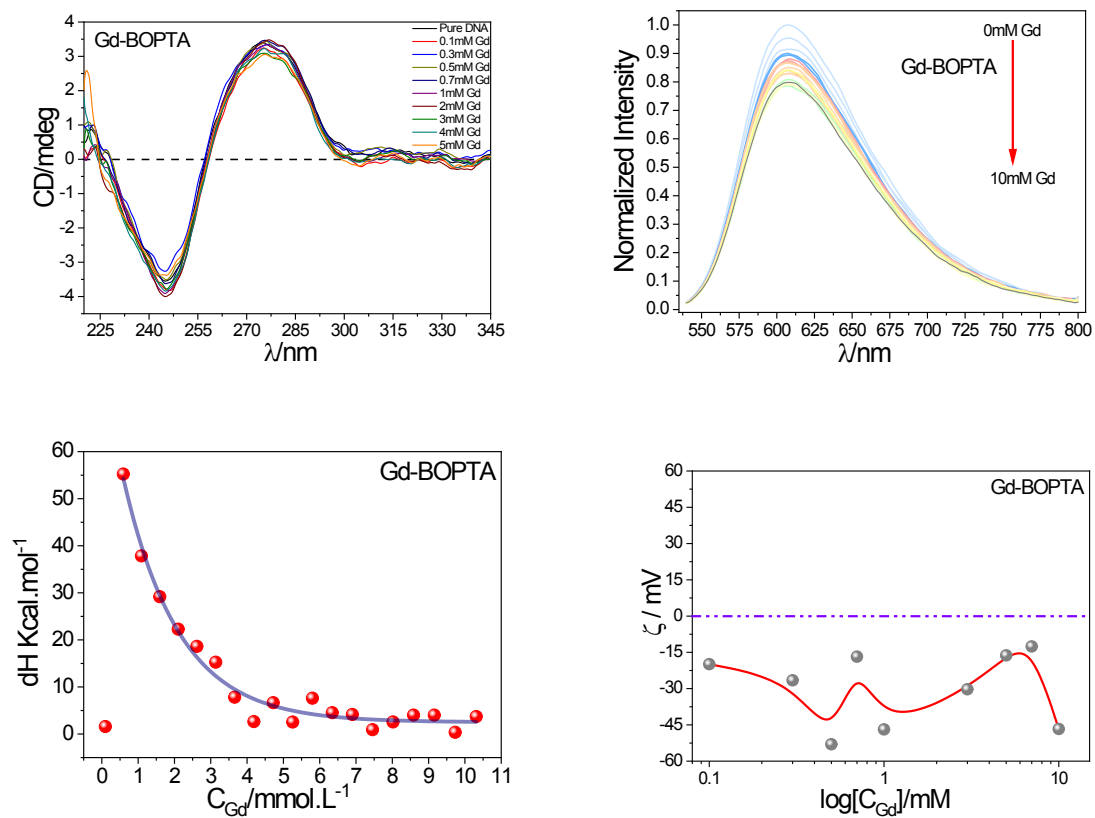 Gd-BOPTA
Pure DNA
0.1mM Gd
0.3mM Gd
0.5mM Gd
0.7mM Gd
1mM Gd
2mM Gd
3mM Gd
4mM Gd
5mM Gd
4
3
2
1
0
-1
-2
-3
-4
CD/mdeg
225 240 255 270 285 300 315 330 345
λ/nm
0mM Gd
Gd-BOPTA
10mM Gd
1.0
0.9
0.8
0.7
0.6
0.5
0.4
0.3
0.2
0.1
0.0
Normalized Intensity
550 575 600 625 650 675 700 725 750 775 800
λ/nm
Gd-BOPTA
60
50
40
30
20
10
0
dH Kcal.mol⁻¹
0 1 2 3 4 5 6 7 8 9 10 11
C_Gd/mmol.L⁻¹
Gd-BOPTA
60
45
30
15
0
-15
-30
-45
-60
ζ / mV
0.1 1 10
log[C_Gd]/mM